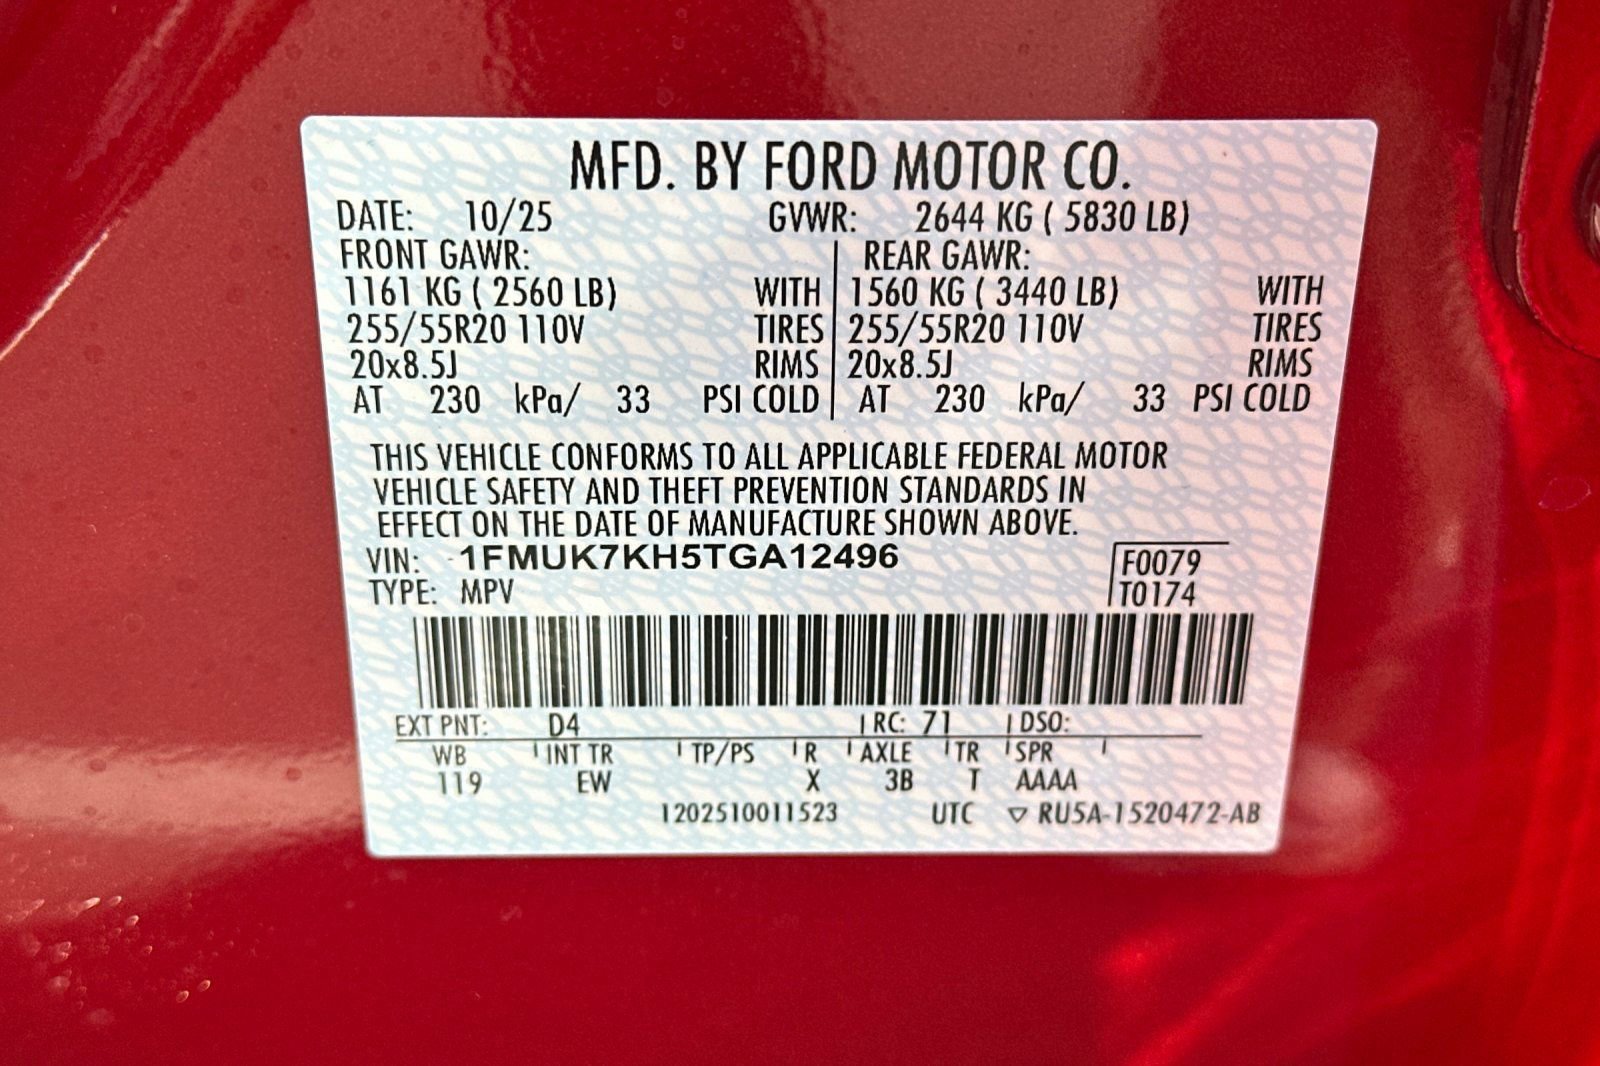 MFD. BY FORD MOTOR CO.
DATE: 10/25 GVWR: 2644 KG ( 5830 LB)
FRONT GAWR: REAR GAWR:
1161 KG ( 2560 LB) WITH 1560 KG ( 3440 LB) WITH
255/55R20 110V TIRES 255/55R20 110V TIRES
20x8.5J RIMS 20x8.5J RIMS
AT 230 kPa/ 33 PSI COLD AT 230 kPa/ 33 PSI COLD
THIS VEHICLE CONFORMS TO ALL APPLICABLE FEDERAL MOTOR
VEHICLE SAFETY AND THEFT PREVENTION STANDARDS IN
EFFECT ON THE DATE OF MANUFACTURE SHOWN ABOVE.
VIN: 1FMUK7KH5TGA12496 F0079
TYPE: MPV T0174
EXT PNT: D4 RC: 71 DSO:
WB INT TR TP/PS R AXLE TR SPR
119 EW X 3B T AAAA
1202510011523 UTC ▽ RU5A-1520472-AB